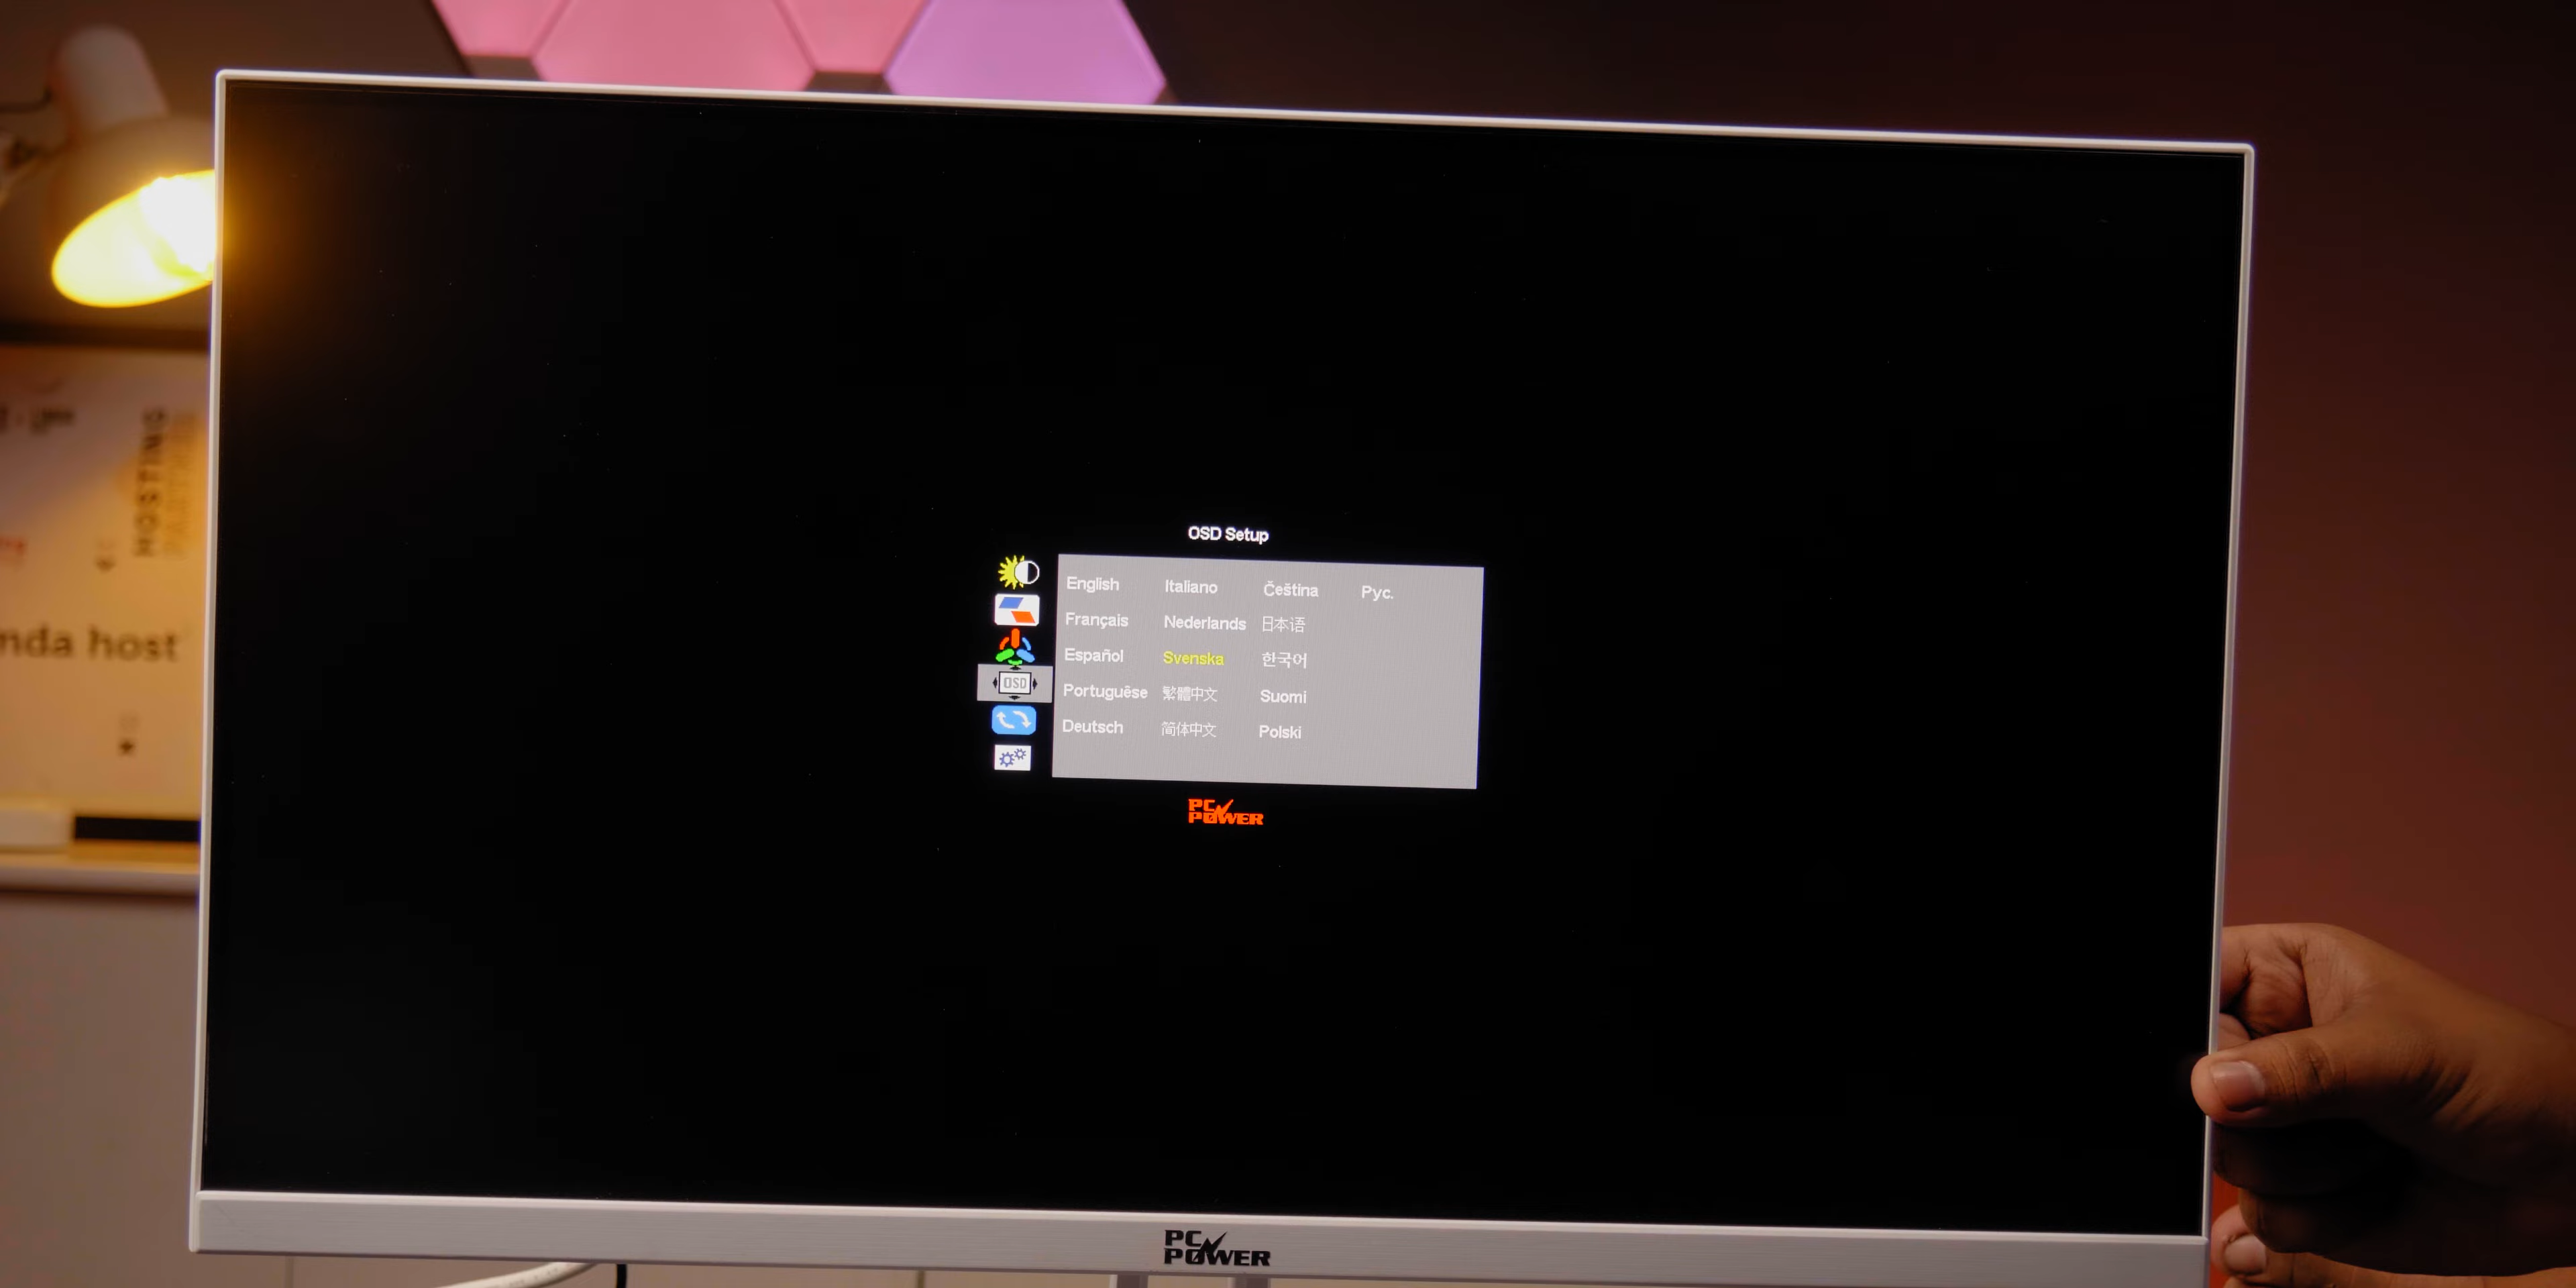 HOSTING
nda host
OSD Setup
English Italiano Čeština Рус.
Français Nederlands 日本语
Español Svenska 한국어
Portuguêse 繁體中文 Suomi
Deutsch 简体中文 Polski
OSD
PC
POWER
PC
POWER